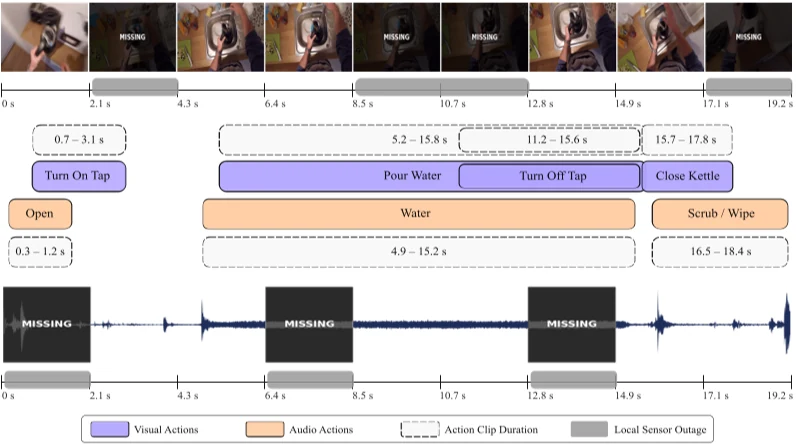 MISSING MISSING MISSING MISSING
0 s 2.1 s 4.3 s 6.4 s 8.5 s 10.7 s 12.8 s 14.9 s 17.1 s 19.2 s
0.7 – 3.1 s 5.2 – 15.8 s 11.2 – 15.6 s 15.7 – 17.8 s
Turn On Tap Pour Water Turn Off Tap Close Kettle
Open Water Scrub / Wipe
0.3 – 1.2 s 4.9 – 15.2 s 16.5 – 18.4 s
MISSING MISSING MISSING
0 s 2.1 s 4.3 s 6.4 s 8.5 s 10.7 s 12.8 s 14.9 s 17.1 s 19.2 s
Visual Actions Audio Actions Action Clip Duration Local Sensor Outage